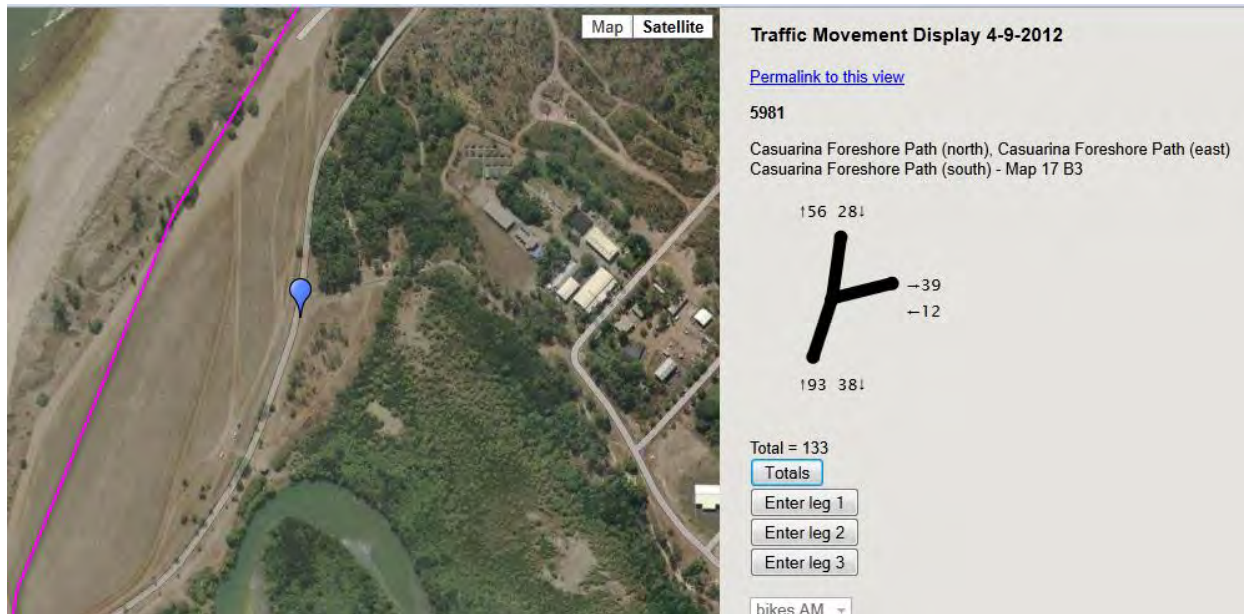 Map Satellite
Traffic Movement Display 4-9-2012
Permalink to this view
5981
Casuarina Foreshore Path (north), Casuarina Foreshore Path (east)
Casuarina Foreshore Path (south) - Map 17 B3
↑56 28↓
→39
←12
↑93 38↓
Total = 133
Totals
Enter leg 1
Enter leg 2
Enter leg 3
bikes AM